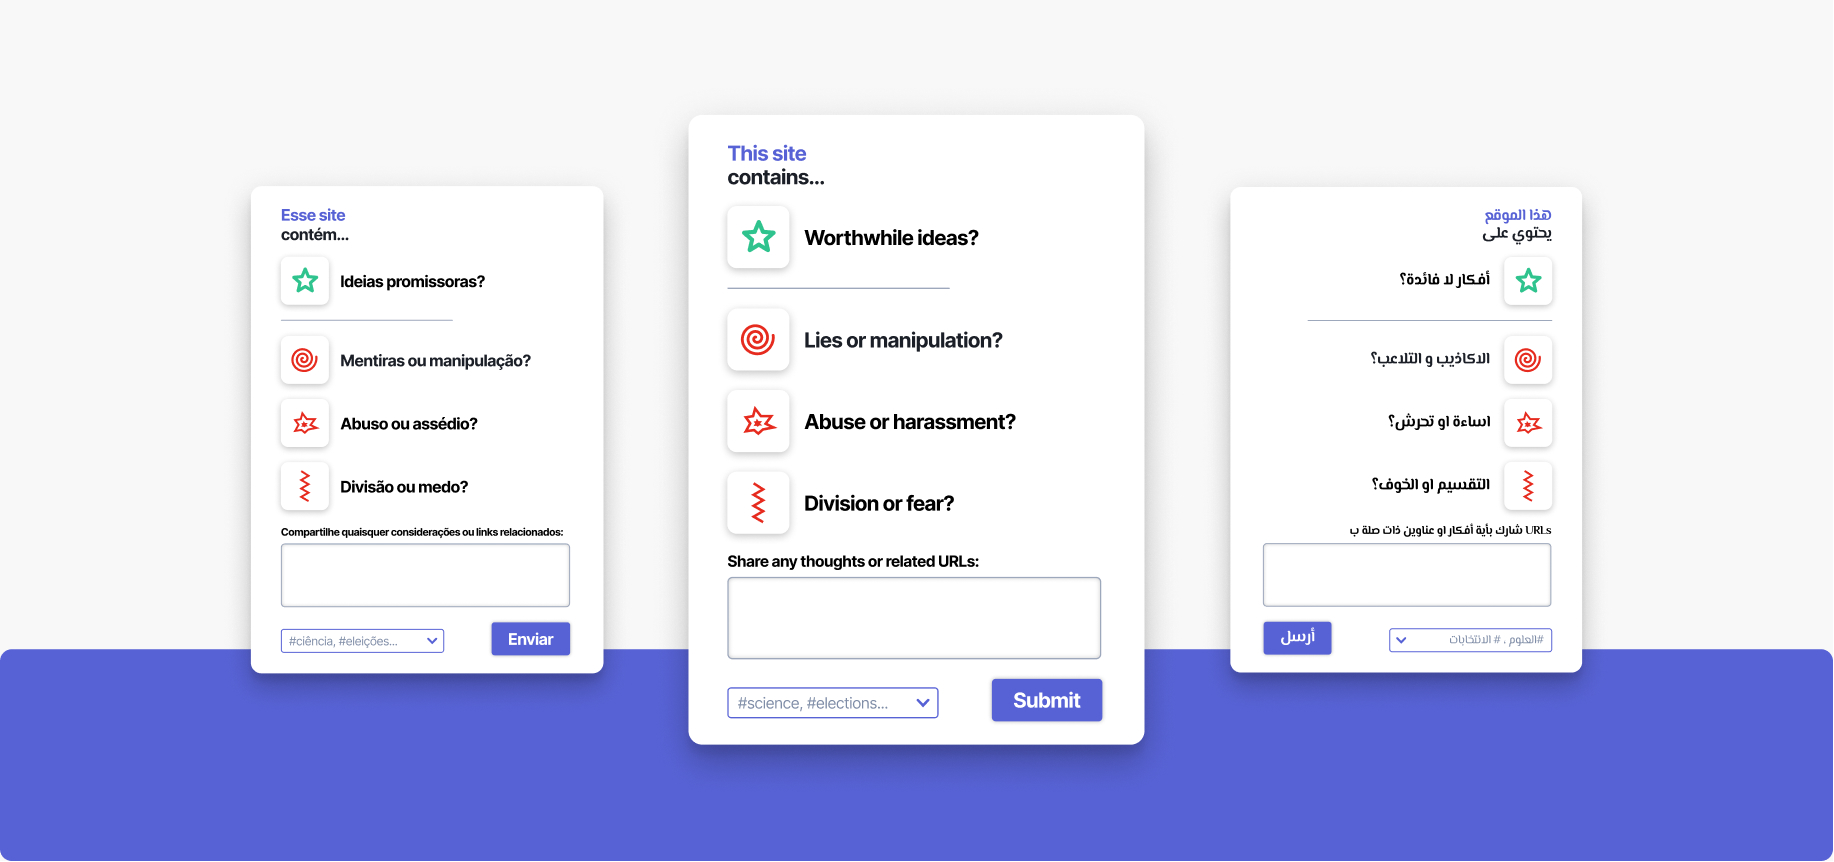 Esse site
contém...
Ideias promissoras?
Mentiras ou manipulação?
Abuso ou assédio?
Divisão ou medo?
Compartilhe quaisquer considerações ou links relacionados:
#ciência, #eleições...
Enviar
This site
contains...
Worthwhile ideas?
Lies or manipulation?
Abuse or harassment?
Division or fear?
Share any thoughts or related URLs:
#science, #elections...
Submit
هذا الموقع
يحتوي على
أفكار لا فائدة؟
الاكاذيب و التلاعب؟
اساءة او تحرش؟
التقسيم او الخوف؟
URLs شارك بأية أفكار او عناوين ذات صلة ب
#العلوم ، # الانتخابات
أرسل